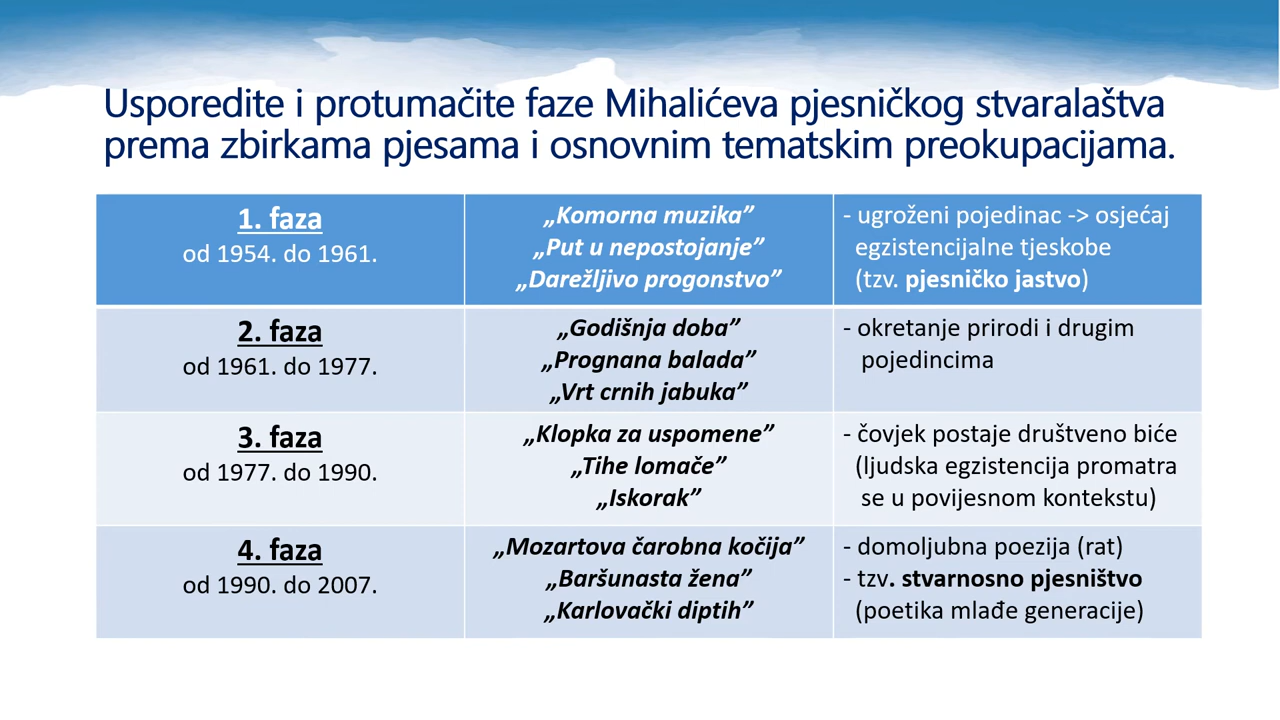 Usporedite i protumačite faze Mihalićeva pjesničkog stvaralaštva
prema zbirkama pjesama i osnovnim tematskim preokupacijama.
1. faza
od 1954. do 1961.
„Komorna muzika”
„Put u nepostojanje”
„Darežljivo progonstvo”
- ugroženi pojedinac -> osjećaj
egzistencijalne tjeskobe
(tzv. pjesničko jastvo)
2. faza
od 1961. do 1977.
„Godišnja doba”
„Prognana balada”
„Vrt crnih jabuka”
- okretanje prirodi i drugim
pojedincima
3. faza
od 1977. do 1990.
„Klopka za uspomene”
„Tihe lomače”
„Iskorak”
- čovjek postaje društveno biće
(ljudska egzistencija promatra
se u povijesnom kontekstu)
4. faza
od 1990. do 2007.
„Mozartova čarobna kočija”
„Baršunasta žena”
„Karlovački diptih”
- domoljubna poezija (rat)
- tzv. stvarnosno pjesništvo
(poetika mlađe generacije)